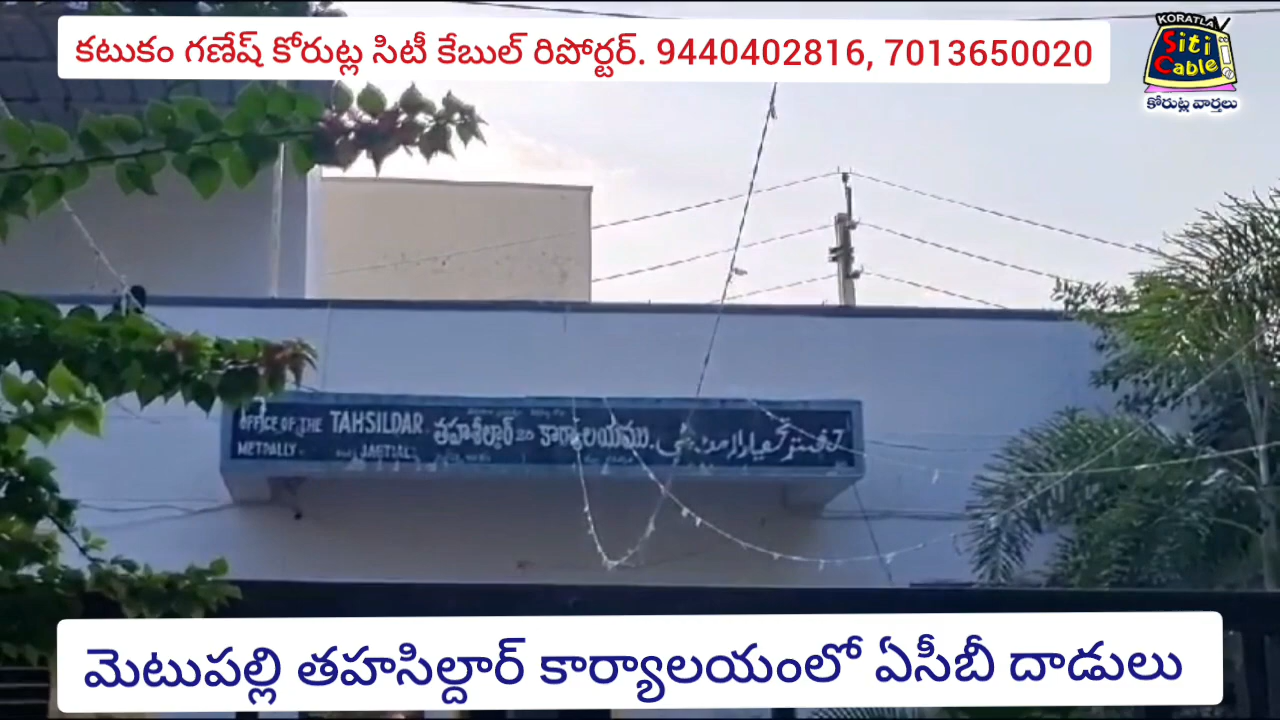 కటుకం గణేష్ కోరుట్ల సిటీ కేబుల్ రిపోర్టర్. 9440402816, 7013650020
KORATLA
Siti
Cable
కోరుట్ల వార్తలు
OFFICE OF THE TAHSILDAR తహశీల్దార్ కార్యాలయము.
METPALLY JAGTIAL
మెటుపల్లి తహసిల్దార్ కార్యాలయంలో ఏసీబీ దాడులు